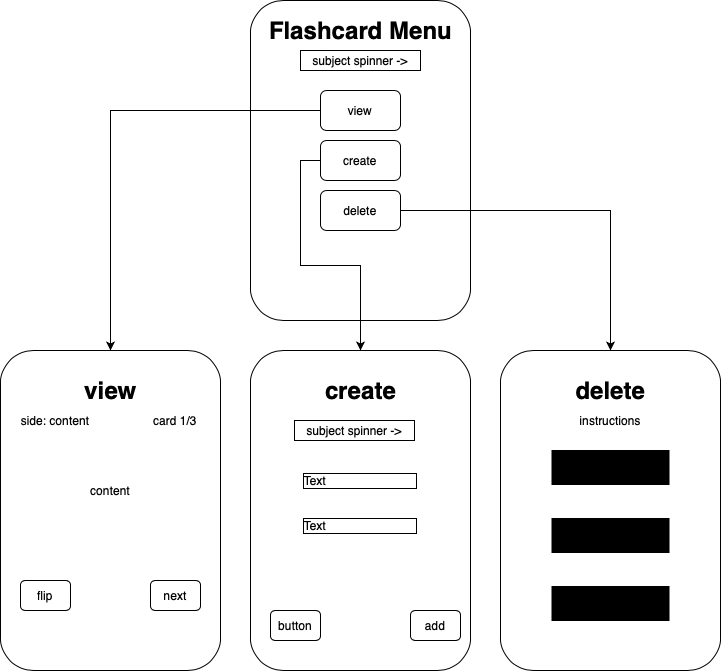 Flashcard Menu
subject spinner ->
view
create
delete
view
side: content
card 1/3
content
flip
next
create
subject spinner ->
Text
Text
button
add
delete
instructions